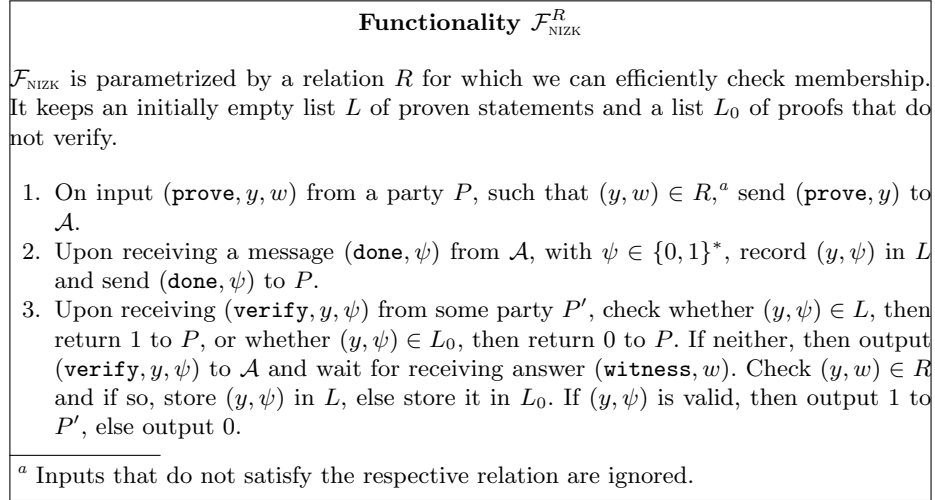 Functionality $\mathcal{F}_{\text{NIZK}}^{R}$
$\mathcal{F}_{\text{NIZK}}$ is parametrized by a relation $R$ for which we can efficiently check membership.
It keeps an initially empty list $L$ of proven statements and a list $L_0$ of proofs that do
not verify.
1. On input (prove, $y, w$) from a party $P$, such that $(y, w) \in R$,$^a$ send (prove, $y$) to
$\mathcal{A}$.
2. Upon receiving a message (done, $\psi$) from $\mathcal{A}$, with $\psi \in \{0, 1\}^*$, record $(y, \psi)$ in $L$
and send (done, $\psi$) to $P$.
3. Upon receiving (verify, $y, \psi$) from some party $P'$, check whether $(y, \psi) \in L$, then
return 1 to $P$, or whether $(y, \psi) \in L_0$, then return 0 to $P$. If neither, then output
(verify, $y, \psi$) to $\mathcal{A}$ and wait for receiving answer (witness, $w$). Check $(y, w) \in R$
and if so, store $(y, \psi)$ in $L$, else store it in $L_0$. If $(y, \psi)$ is valid, then output 1 to
$P'$, else output 0.
$^a$ Inputs that do not satisfy the respective relation are ignored.